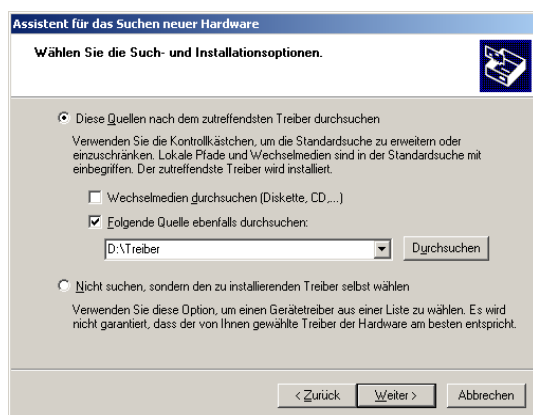 Assistent für das Suchen neuer Hardware
Wählen Sie die Such- und Installationsoptionen.
Diese Quellen nach dem zutreffendsten Treiber durchsuchen
Verwenden Sie die Kontrollkästchen, um die Standardsuche zu erweitern oder
einzuschränken. Lokale Pfade und Wechselmedien sind in der Standardsuche mit
einbegriffen. Der zutreffendste Treiber wird installiert.
Wechselmedien durchsuchen (Diskette, CD,...)
Folgende Quelle ebenfalls durchsuchen:
D:\Treiber
Durchsuchen
Nicht suchen, sondern den zu installierenden Treiber selbst wählen
Verwenden Sie diese Option, um einen Gerätetreiber aus einer Liste zu wählen. Es wird
nicht garantiert, dass der von Ihnen gewählte Treiber der Hardware am besten entspricht.
< Zurück Weiter > Abbrechen